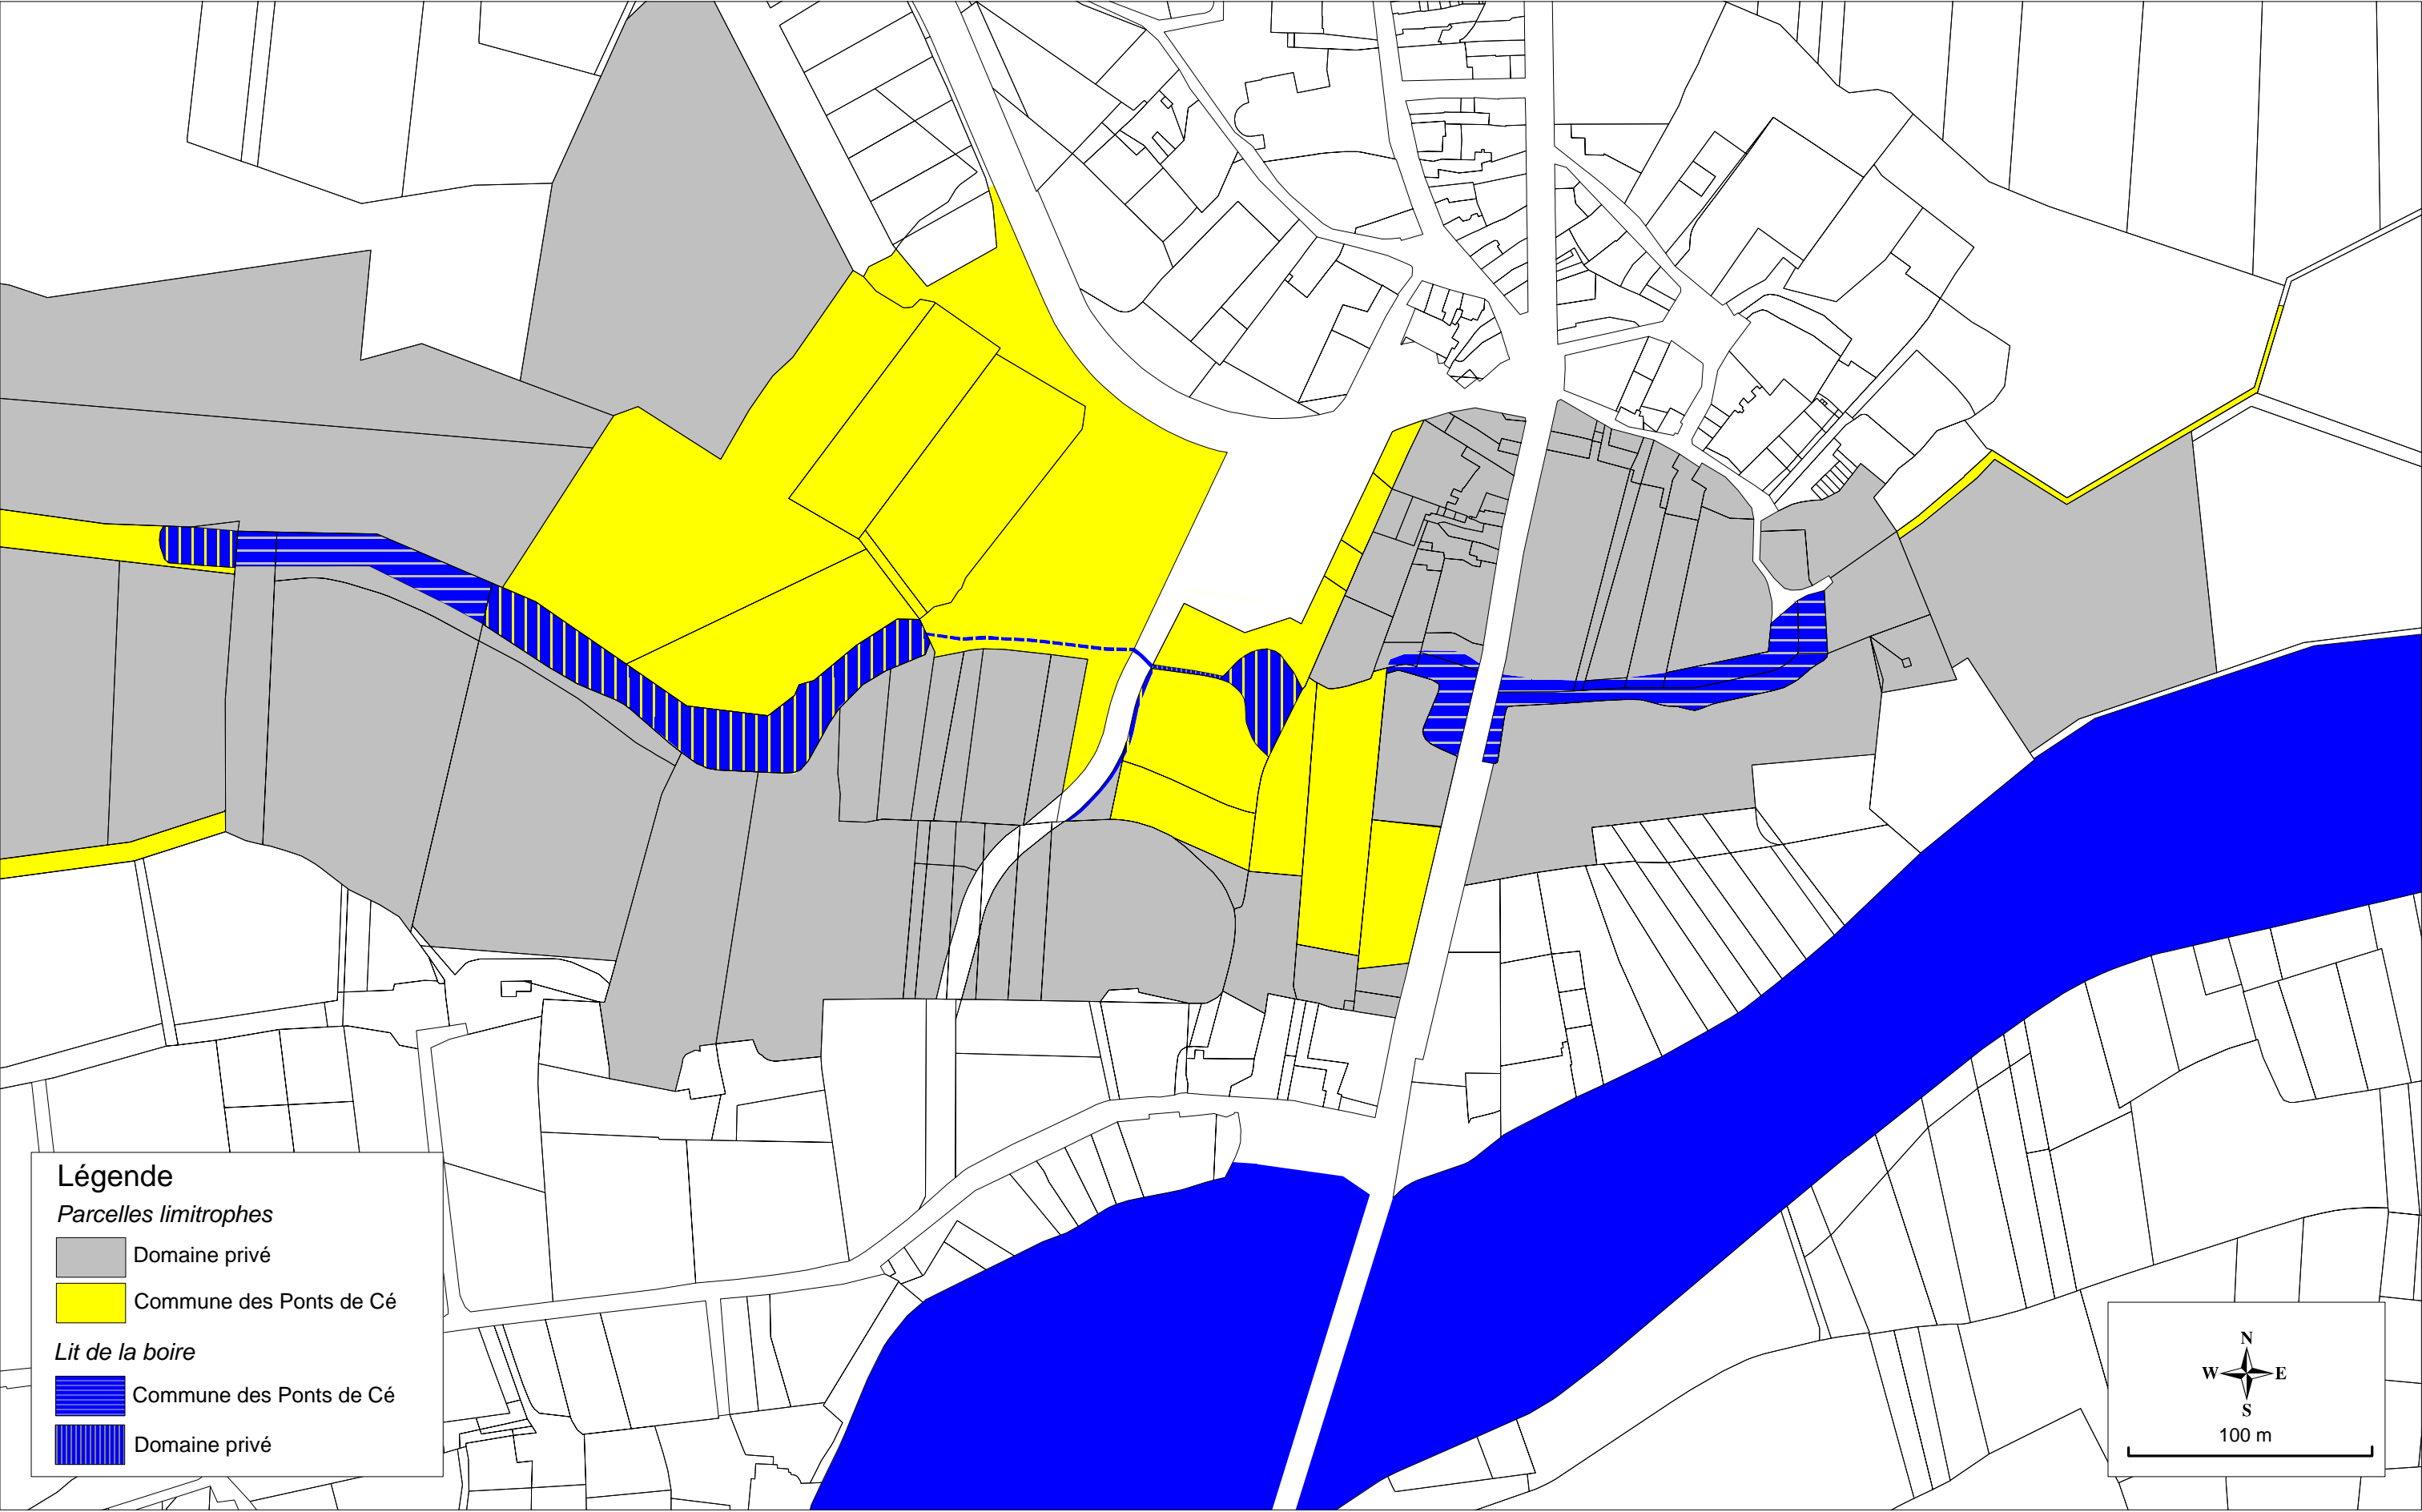 Légende
Parcelles limitrophes
Domaine privé
Commune des Ponts de Cé
Lit de la boire
Commune des Ponts de Cé
Domaine privé
N
W E
S
100 m